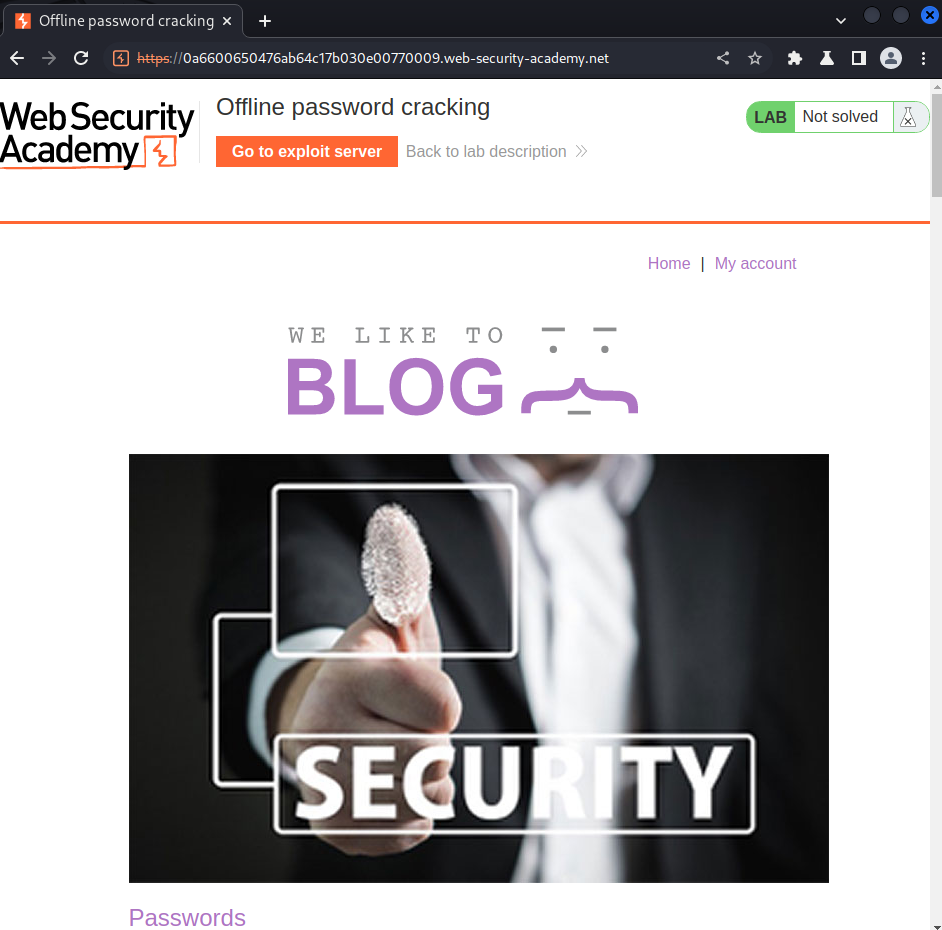 Offline password cracking
https://0a6600650476ab64c17b030e00770009.web-security-academy.net
Web Security
Academy
Offline password cracking
Go to exploit server
Back to lab description
LAB
Not solved
Home | My account
WE LIKE TO
BLOG
SECURITY
Passwords